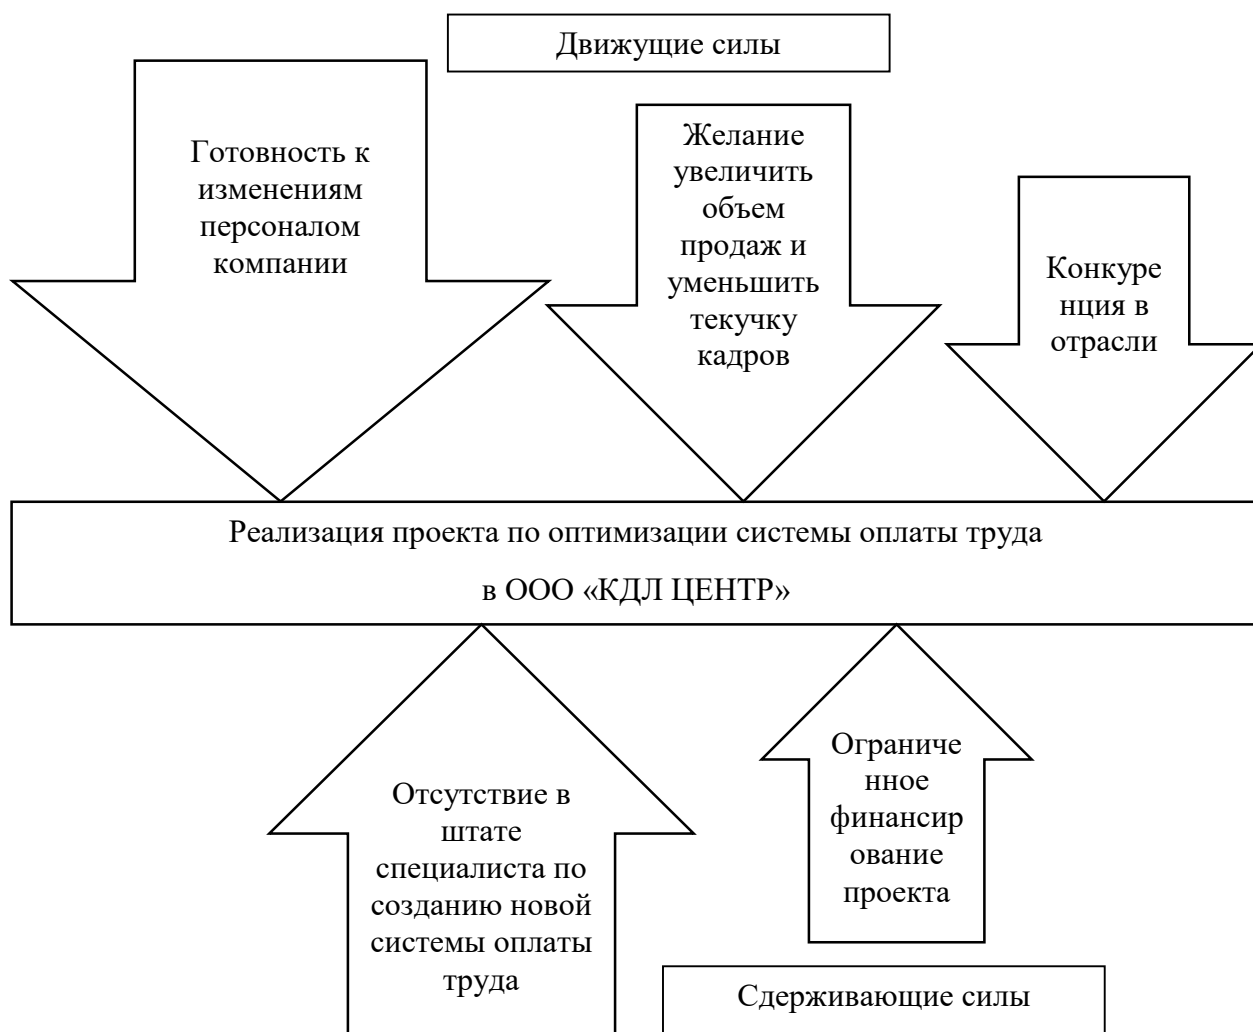 Движущие силы
Готовность к
изменениям
персоналом
компании
Желание
увеличить
объем
продаж и
уменьшить
текучку
кадров
Конкуре
нция в
отрасли
Реализация проекта по оптимизации системы оплаты труда
в ООО «КДЛ ЦЕНТР»
Отсутствие в
штате
специалиста по
созданию новой
системы оплаты
труда
Ограниче
нное
финансир
ование
проекта
Сдерживающие силы